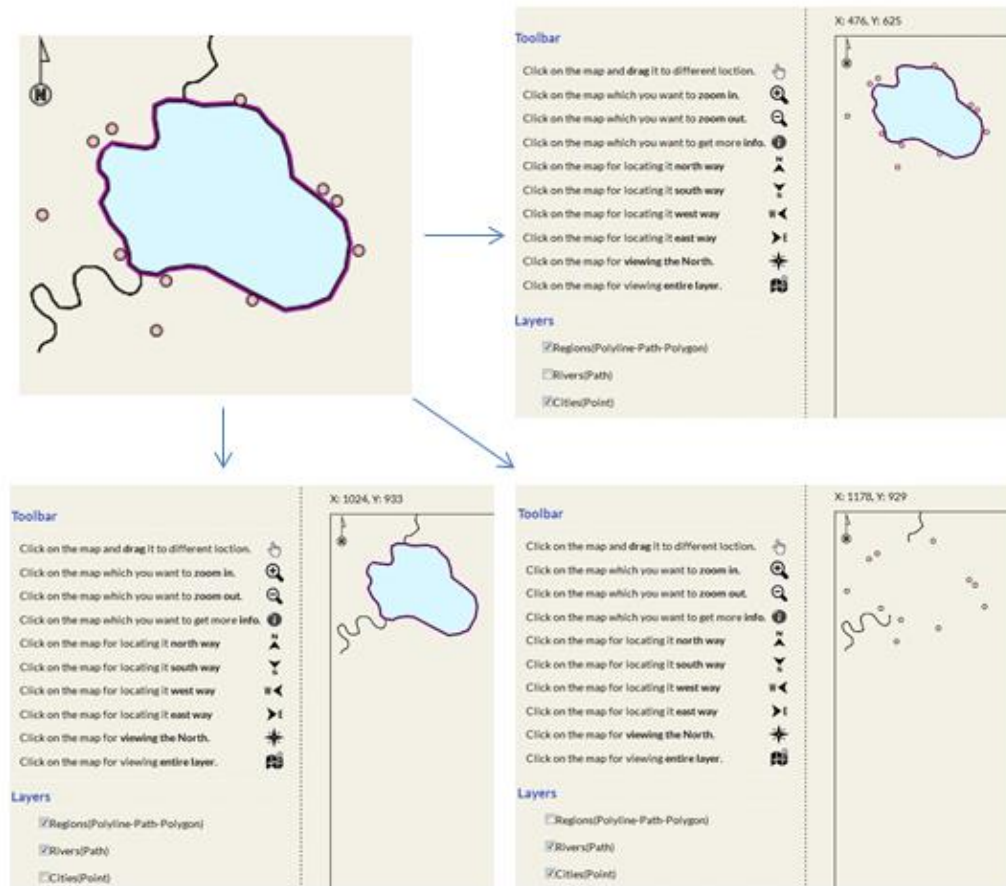 N
X: 476, Y: 625
Toolbar
Click on the map and drag it to different loction.
Click on the map which you want to zoom in.
Click on the map which you want to zoom out.
Click on the map which you want to get more info.
Click on the map for locating it north way
N
Click on the map for locating it south way
S
Click on the map for locating it west way
W
Click on the map for locating it east way
E
Click on the map for viewing the North.
Click on the map for viewing entire layer.
Layers
Regions(Polyline-Path-Polygon)
Rivers(Path)
Cities(Point)
X: 1024, Y: 933
Toolbar
Click on the map and drag it to different loction.
Click on the map which you want to zoom in.
Click on the map which you want to zoom out.
Click on the map which you want to get more info.
Click on the map for locating it north way
N
Click on the map for locating it south way
S
Click on the map for locating it west way
W
Click on the map for locating it east way
E
Click on the map for viewing the North.
Click on the map for viewing entire layer.
Layers
Regions(Polyline-Path-Polygon)
Rivers(Path)
Cities(Point)
X: 1178, Y: 929
Toolbar
Click on the map and drag it to different loction.
Click on the map which you want to zoom in.
Click on the map which you want to zoom out.
Click on the map which you want to get more info.
Click on the map for locating it north way
N
Click on the map for locating it south way
S
Click on the map for locating it west way
W
Click on the map for locating it east way
E
Click on the map for viewing the North.
Click on the map for viewing entire layer.
Layers
Regions(Polyline-Path-Polygon)
Rivers(Path)
Cities(Point)